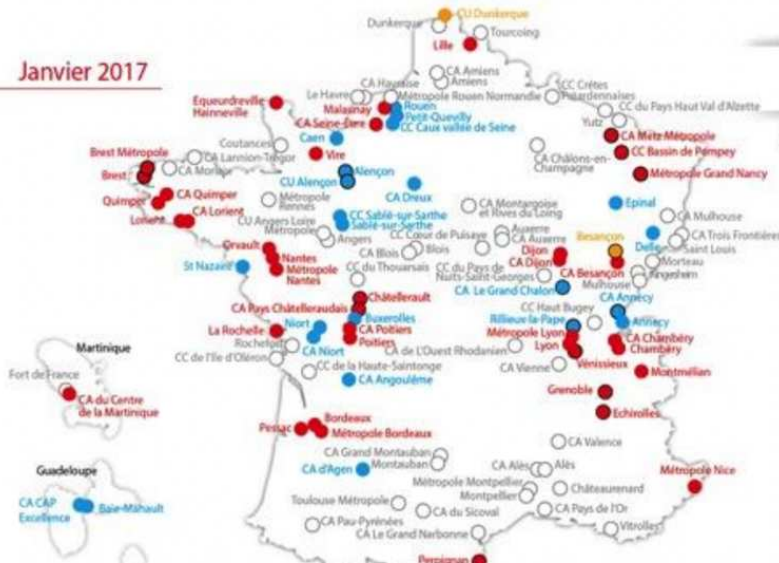 CU Dunkerque
Dunkerque
Tourcoing
Lille
Janvier 2017
CA Amiens
Amiens
CA Havraise
CC Crêtes
Le Havre
Métropole Rouen Normandie
Préardennaises
Equeurdreville
Hainneville
Malaunay
Rouen
Petit-Quevilly
CC du Pays Haut Val d'Alzette
CA Seine-Eure
CC Caux vallée de Seine
Yutz
Caen
CA Metz Métropole
Coutances
Brest Métropole
CA Lannion-Trégor
Vire
CC Bassin de Pompey
CA Châlons-en-
Champagne
CA Morlaix
Brest
Alençon
Métropole Grand Nancy
CU Alençon
CA Quimper
Quimper
CA Dreux
Métropole
Rennes
CA Montargoise
et Rives du Loing
Epinal
CA Lorient
Lorient
CC Sablé-sur-Sarthe
Sablé-sur-Sarthe
CA Mulhouse
CU Angers Loire
Métropole
Angers
CC Cœur de Puisaye
Auxerre
CA Auxerre
Besançon
CA Trois Frontières
Delle
Saint Louis
Orvault
CA Blois
Blois
Dijon
CA Dijon
Morteau
Nantes
Métropole
Nantes
St Nazaire
CC du Thouarsais
CC du Pays de
Nuits-Saint-Georges
CA Besançon
Kingersheim
Mulhouse
CA Le Grand Chalon
CA Annecy
Châtellerault
CA Pays Châtelleraudais
CC Haut Bugey
Buxerolles
Rillieux-la-Pape
Annecy
La Rochelle
Niort
CA Poitiers
Poitiers
Métropole Lyon
Lyon
CA Chambéry
Chambéry
Rochefort
CA Niort
CA de L'Ouest Rhodanien
CC de l'Ile d'Oléron
CC de la Haute-Saintonge
CA Vienne
Vénissieux
Montmélian
Martinique
Fort de France
CA du Centre
de la Martinique
CA Angoulême
Grenoble
Echirolles
Bordeaux
Pessac
Métropole Bordeaux
CA Valence
CA Grand Montauban
Montauban
Guadeloupe
CA d'Agen
CA Alès
Alès
Métropole Nice
Métropole Montpellier
Montpellier
Châteaurenard
CA CAP
Excellence
Baie-Mahault
Toulouse Métropole
CA du Sicoval
CA Pays de l'Or
CA Pau-Pyrénées
CA Le Grand Narbonne
Vitrolles
Perpignan